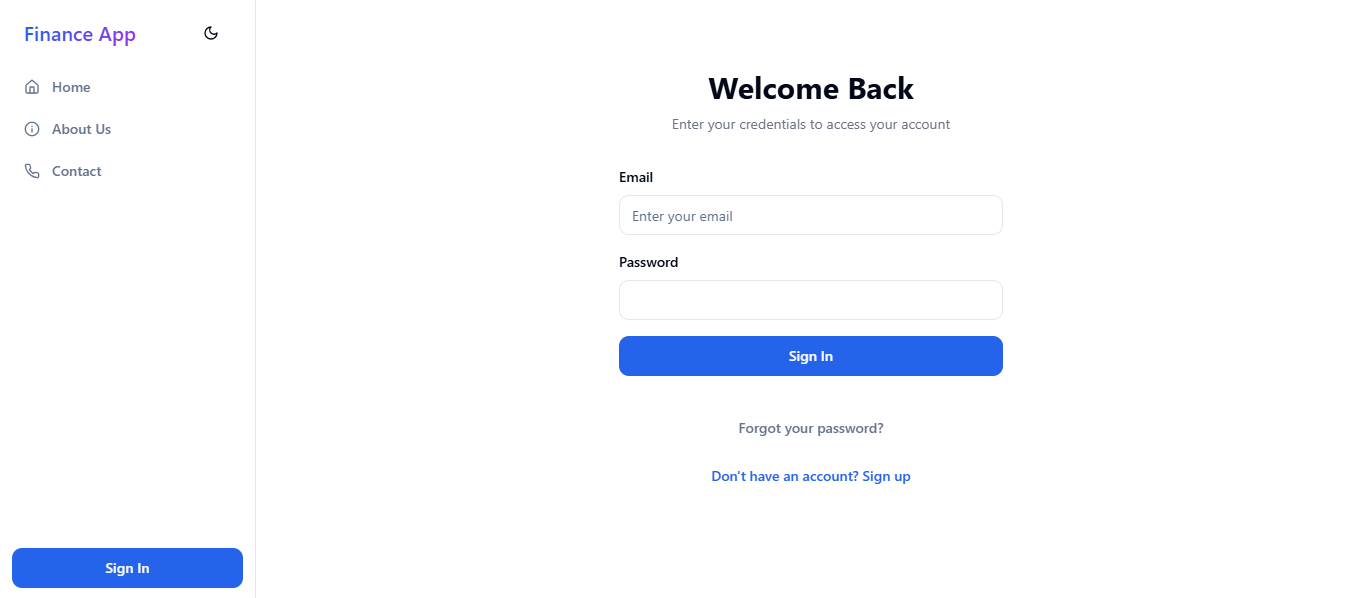 Finance App
Home
About Us
Contact
Sign In
Welcome Back
Enter your credentials to access your account
Email
Enter your email
Password
Sign In
Forgot your password?
Don't have an account? Sign up